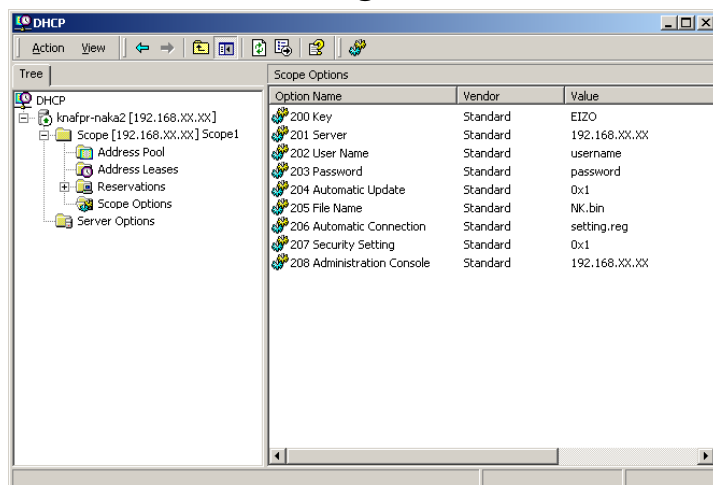 DHCP
Action View
Tree
Scope Options
DHCP
knafpr-naka2 [192.168.XX.XX]
Scope [192.168.XX.XX] Scope1
Address Pool
Address Leases
Reservations
Scope Options
Server Options
Option Name Vendor Value
200 Key Standard EIZO
201 Server Standard 192.168.XX.XX
202 User Name Standard username
203 Password Standard password
204 Automatic Update Standard 0x1
205 File Name Standard NK.bin
206 Automatic Connection Standard setting.reg
207 Security Setting Standard 0x1
208 Administration Console Standard 192.168.XX.XX